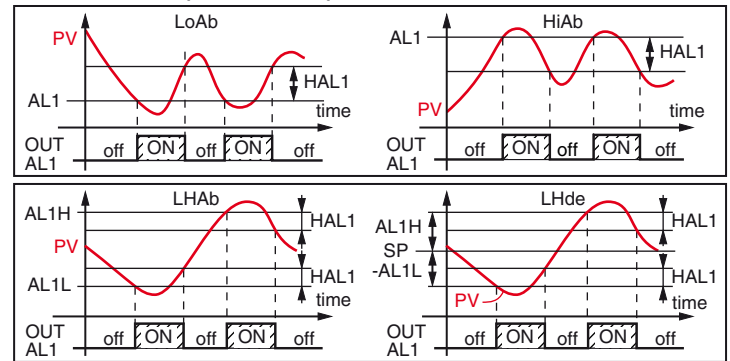 LoAb
PV
HAL1
AL1
time
OUT
AL1
off ON off ON off
HiAb
AL1
HAL1
PV
time
OUT
AL1
off ON off ON off
LHAb
AL1H
HAL1
PV
HAL1
AL1L
time
OUT
AL1
off ON off ON off
LHde
AL1H
HAL1
SP
-AL1L
HAL1
PV
time
OUT
AL1
off ON off ON off